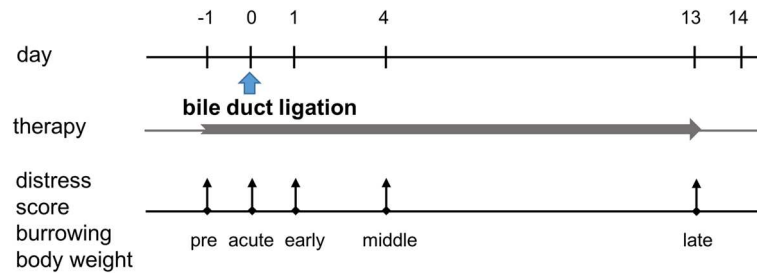 -1 0 1 4 13 14
day
bile duct ligation
therapy
distress
score
burrowing
body weight
pre acute early middle late